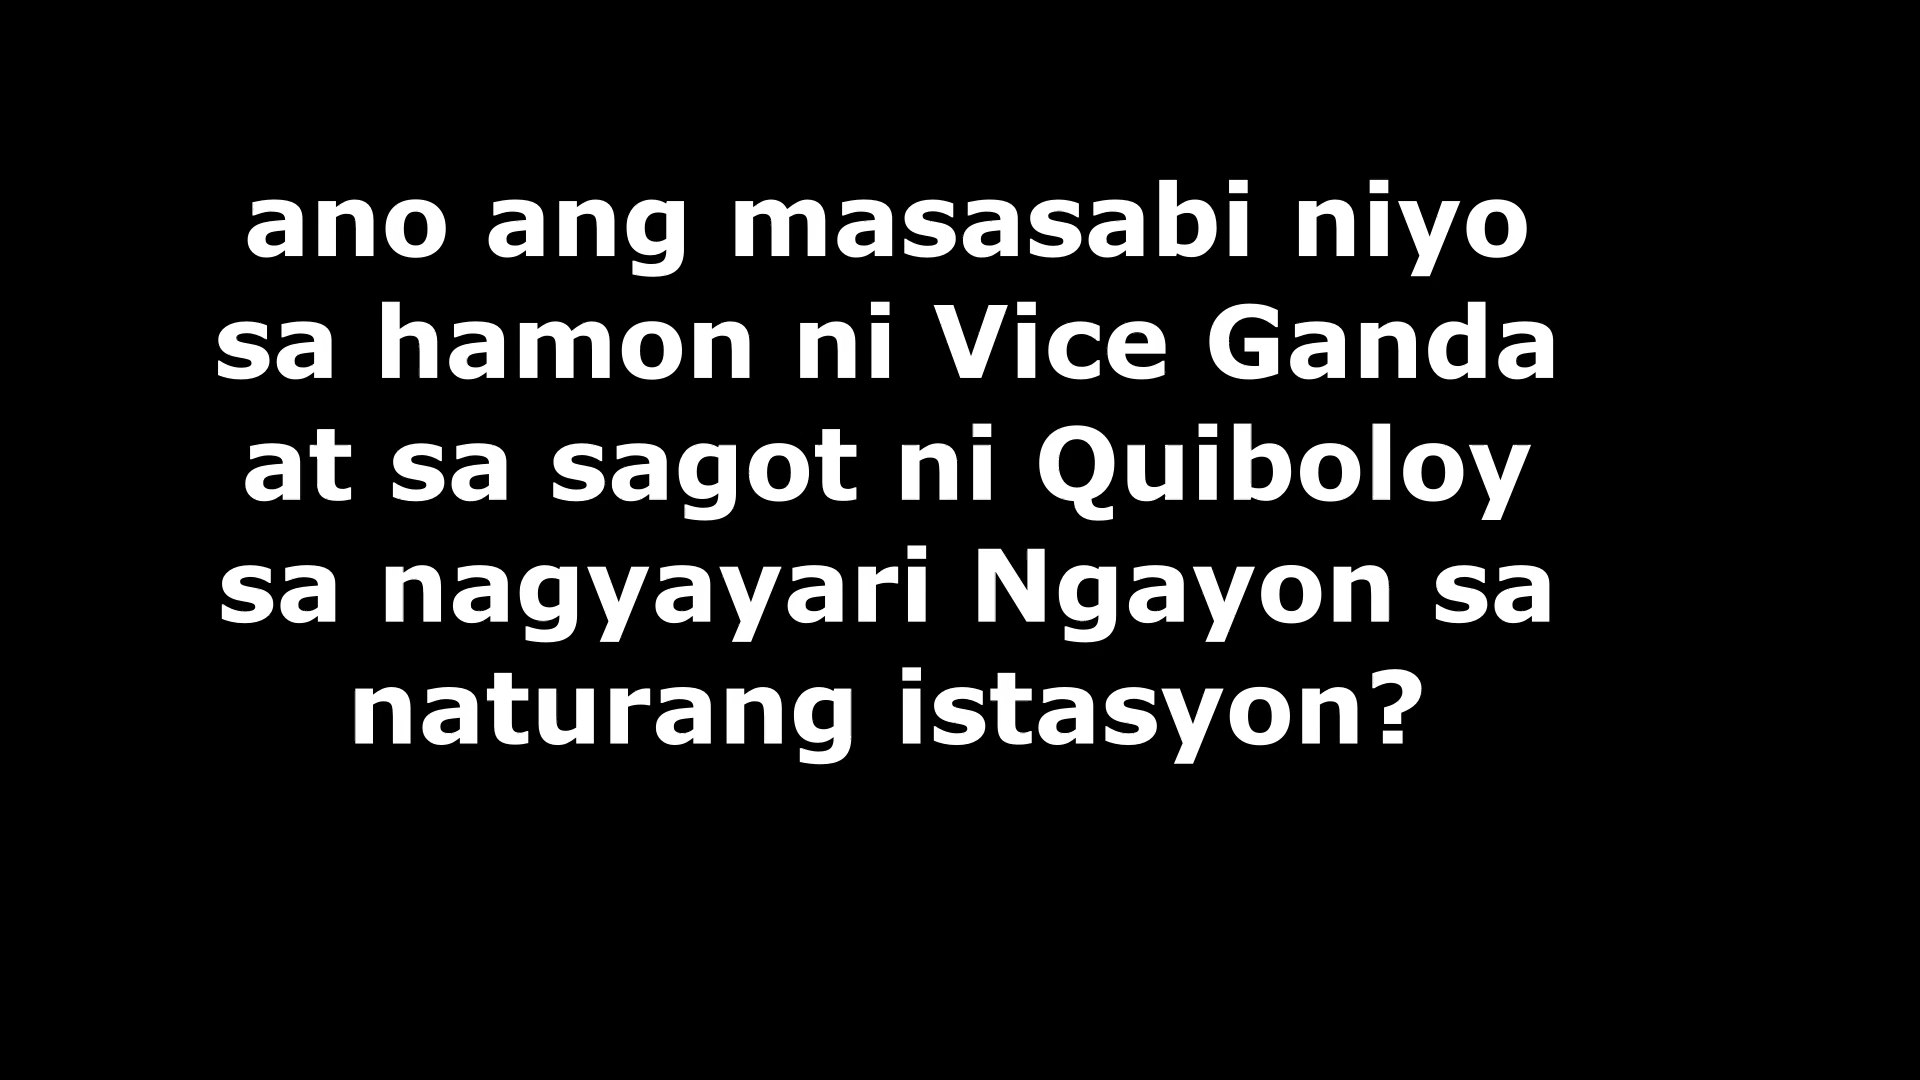 ano ang masasabi niyo
sa hamon ni Vice Ganda
at sa sagot ni Quiboloy
sa nagyayari Ngayon sa
naturang istasyon?